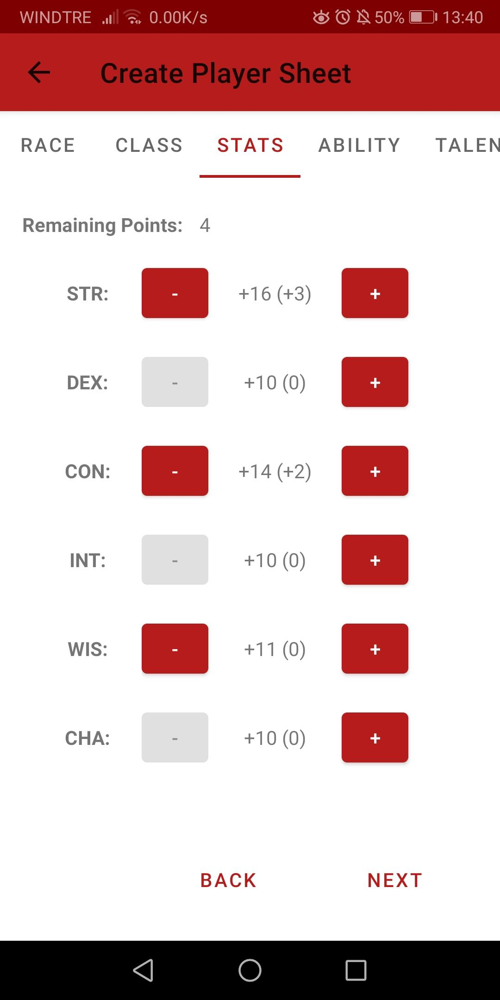 WINDTRE 0.00K/s 50% 13:40
Create Player Sheet
RACE CLASS STATS ABILITY TALEN
Remaining Points: 4
STR: - +16 (+3) +
DEX: - +10 (0) +
CON: - +14 (+2) +
INT: - +10 (0) +
WIS: - +11 (0) +
CHA: - +10 (0) +
BACK NEXT